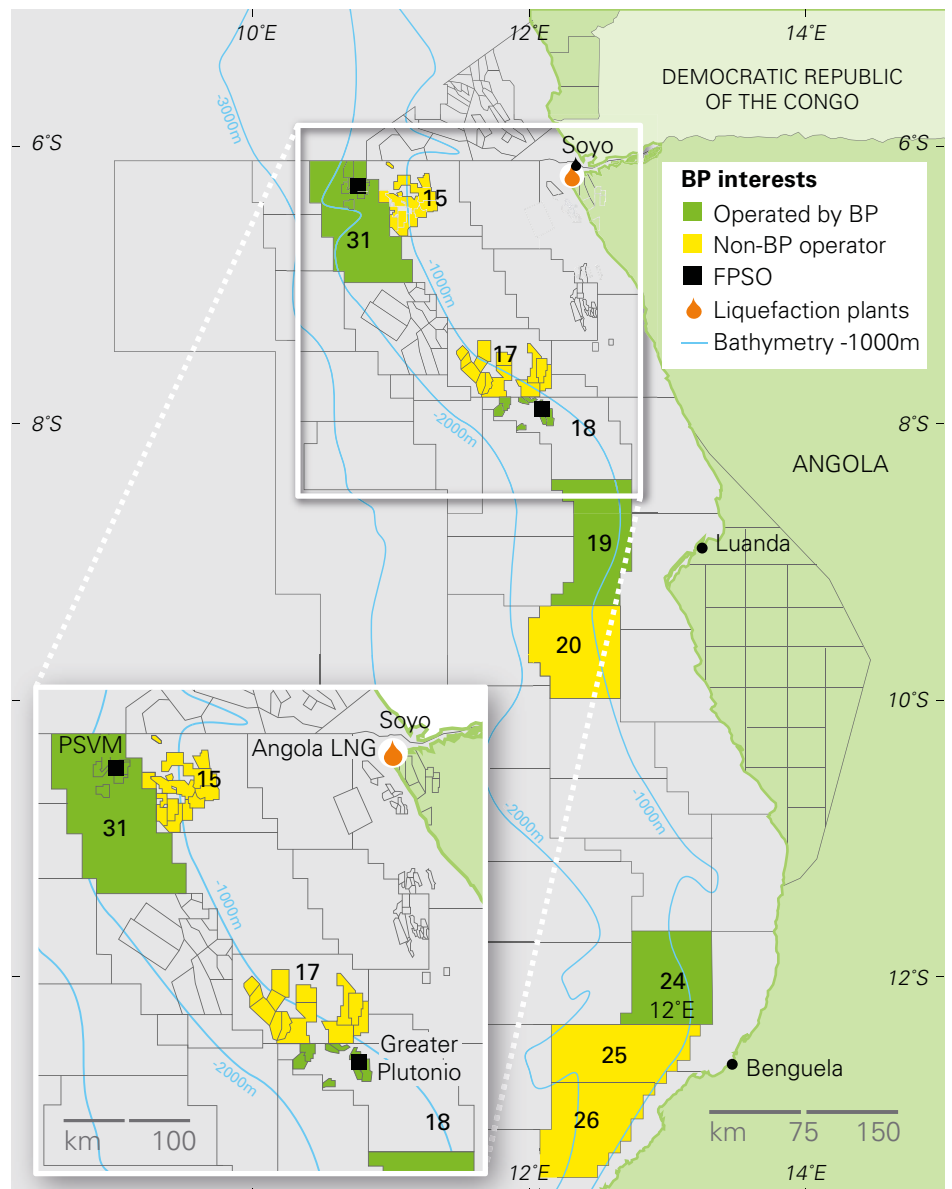 10°E
12°E
14°E
DEMOCRATIC REPUBLIC
OF THE CONGO
-3000m
6°S
6°S
Soyo
BP interests
Operated by BP
Non-BP operator
FPSO
Liquefaction plants
Bathymetry -1000m
15
31
-1000m
17
-2000m
18
8°S
8°S
ANGOLA
19
Luanda
20
10°S
Soyo
PSVM
Angola LNG
15
31
-1000m
17
Greater
Plutonio
-2000m
18
km
100
-2000m
-1000m
24
12°E
12°S
25
Benguela
26
km
75
150
12°E
14°E